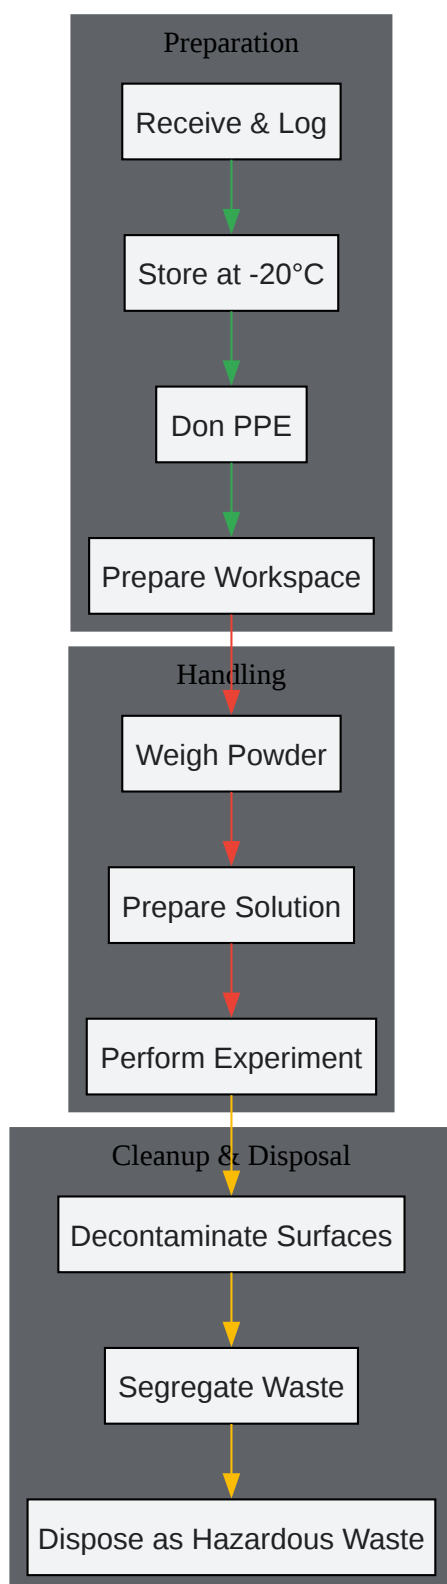 Preparation
Receive & Log
Store at -20°C
Don PPE
Prepare Workspace
Handling
Weigh Powder
Prepare Solution
Perform Experiment
Cleanup & Disposal
Decontaminate Surfaces
Segregate Waste
Dispose as Hazardous Waste